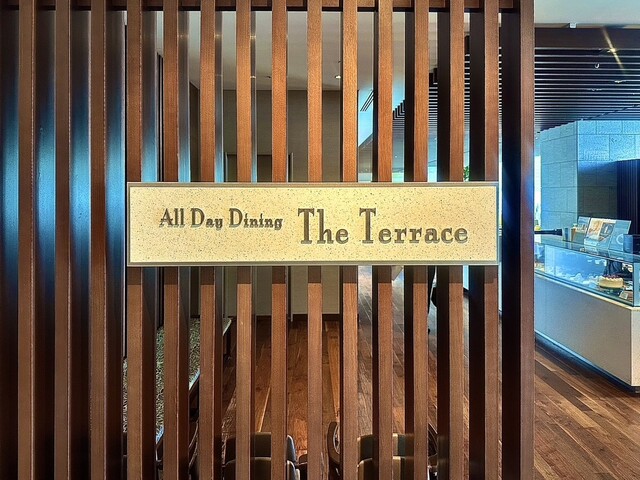 All Day Dining The Terrace